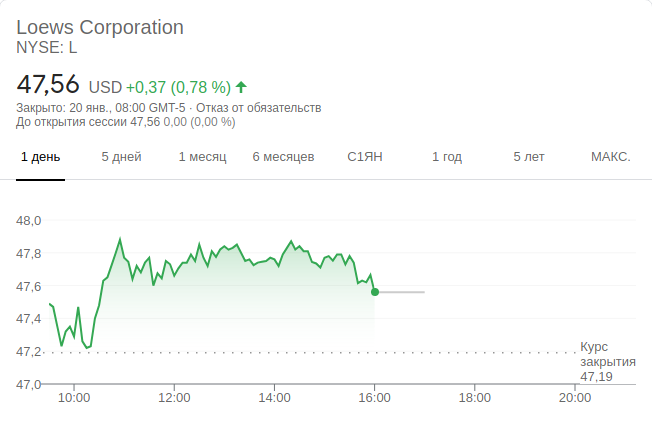 Loews Corporation
NYSE: L
47,56 USD +0,37 (0,78 %)
Закрыто: 20 янв., 08:00 GMT-5 · Отказ от обязательств
До открытия сессии 47,56 0,00 (0,00 %)
1 день 5 дней 1 месяц 6 месяцев С1ЯН 1 год 5 лет МАКС.
48,0
47,8
47,6
47,4
47,2
47,0
Курс
закрытия
47,19
10:00 12:00 14:00 16:00 18:00 20:00